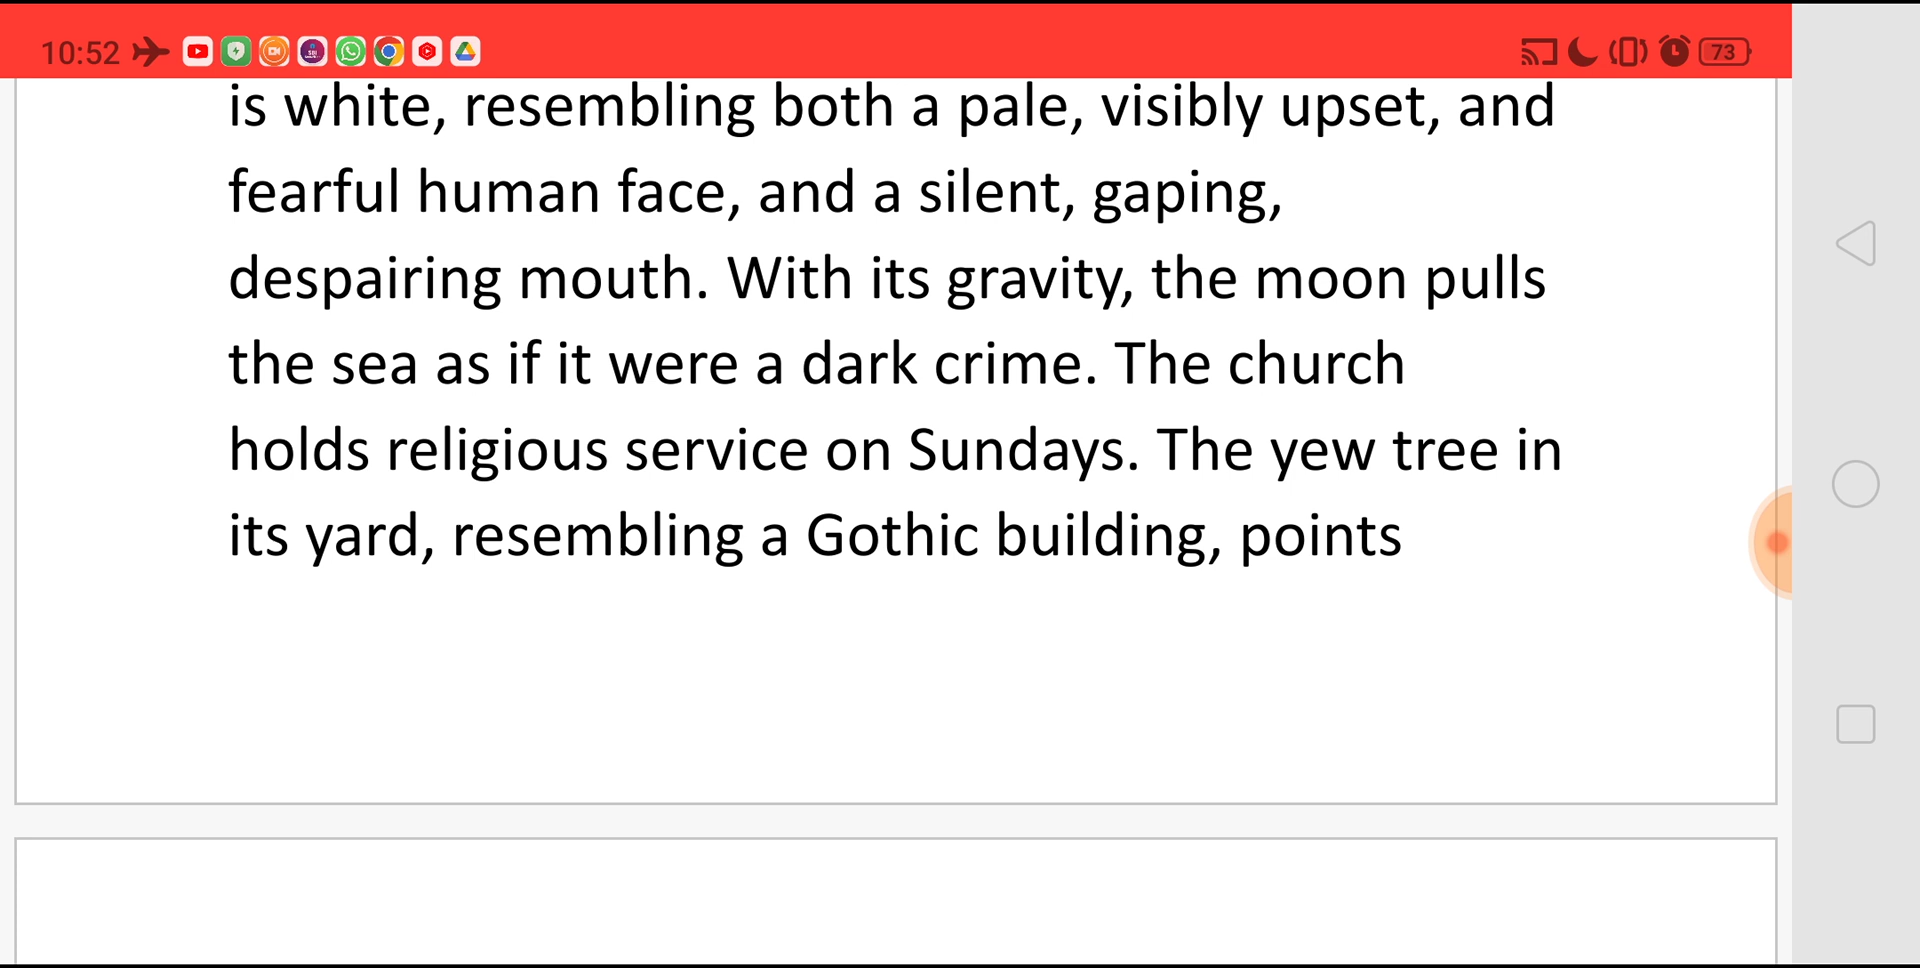 10:52
73
is white, resembling both a pale, visibly upset, and
fearful human face, and a silent, gaping,
despairing mouth. With its gravity, the moon pulls
the sea as if it were a dark crime. The church
holds religious service on Sundays. The yew tree in
its yard, resembling a Gothic building, points